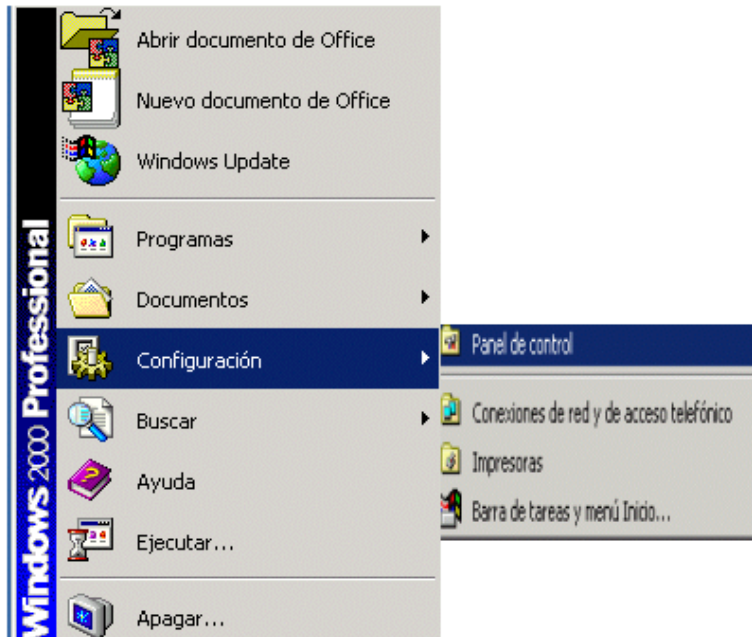 Abrir documento de Office
Nuevo documento de Office
Windows Update
Programas
Documentos
Configuración
Buscar
Ayuda
Ejecutar...
Apagar...
Panel de control
Conexiones de red y de acceso telefónico
Impresoras
Barra de tareas y menú Inicio...
Windows 2000 Professional